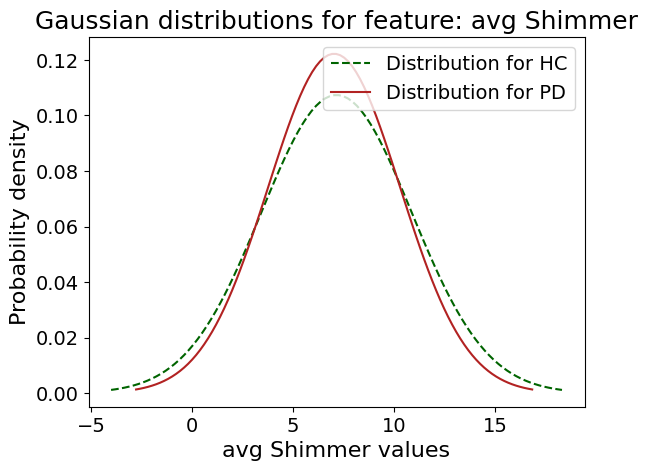 Gaussian distributions for feature: avg Shimmer
Distribution for HC
Distribution for PD
0.12
0.10
0.08
0.06
0.04
0.02
0.00
Probability density
−5
0
5
10
15
avg Shimmer values